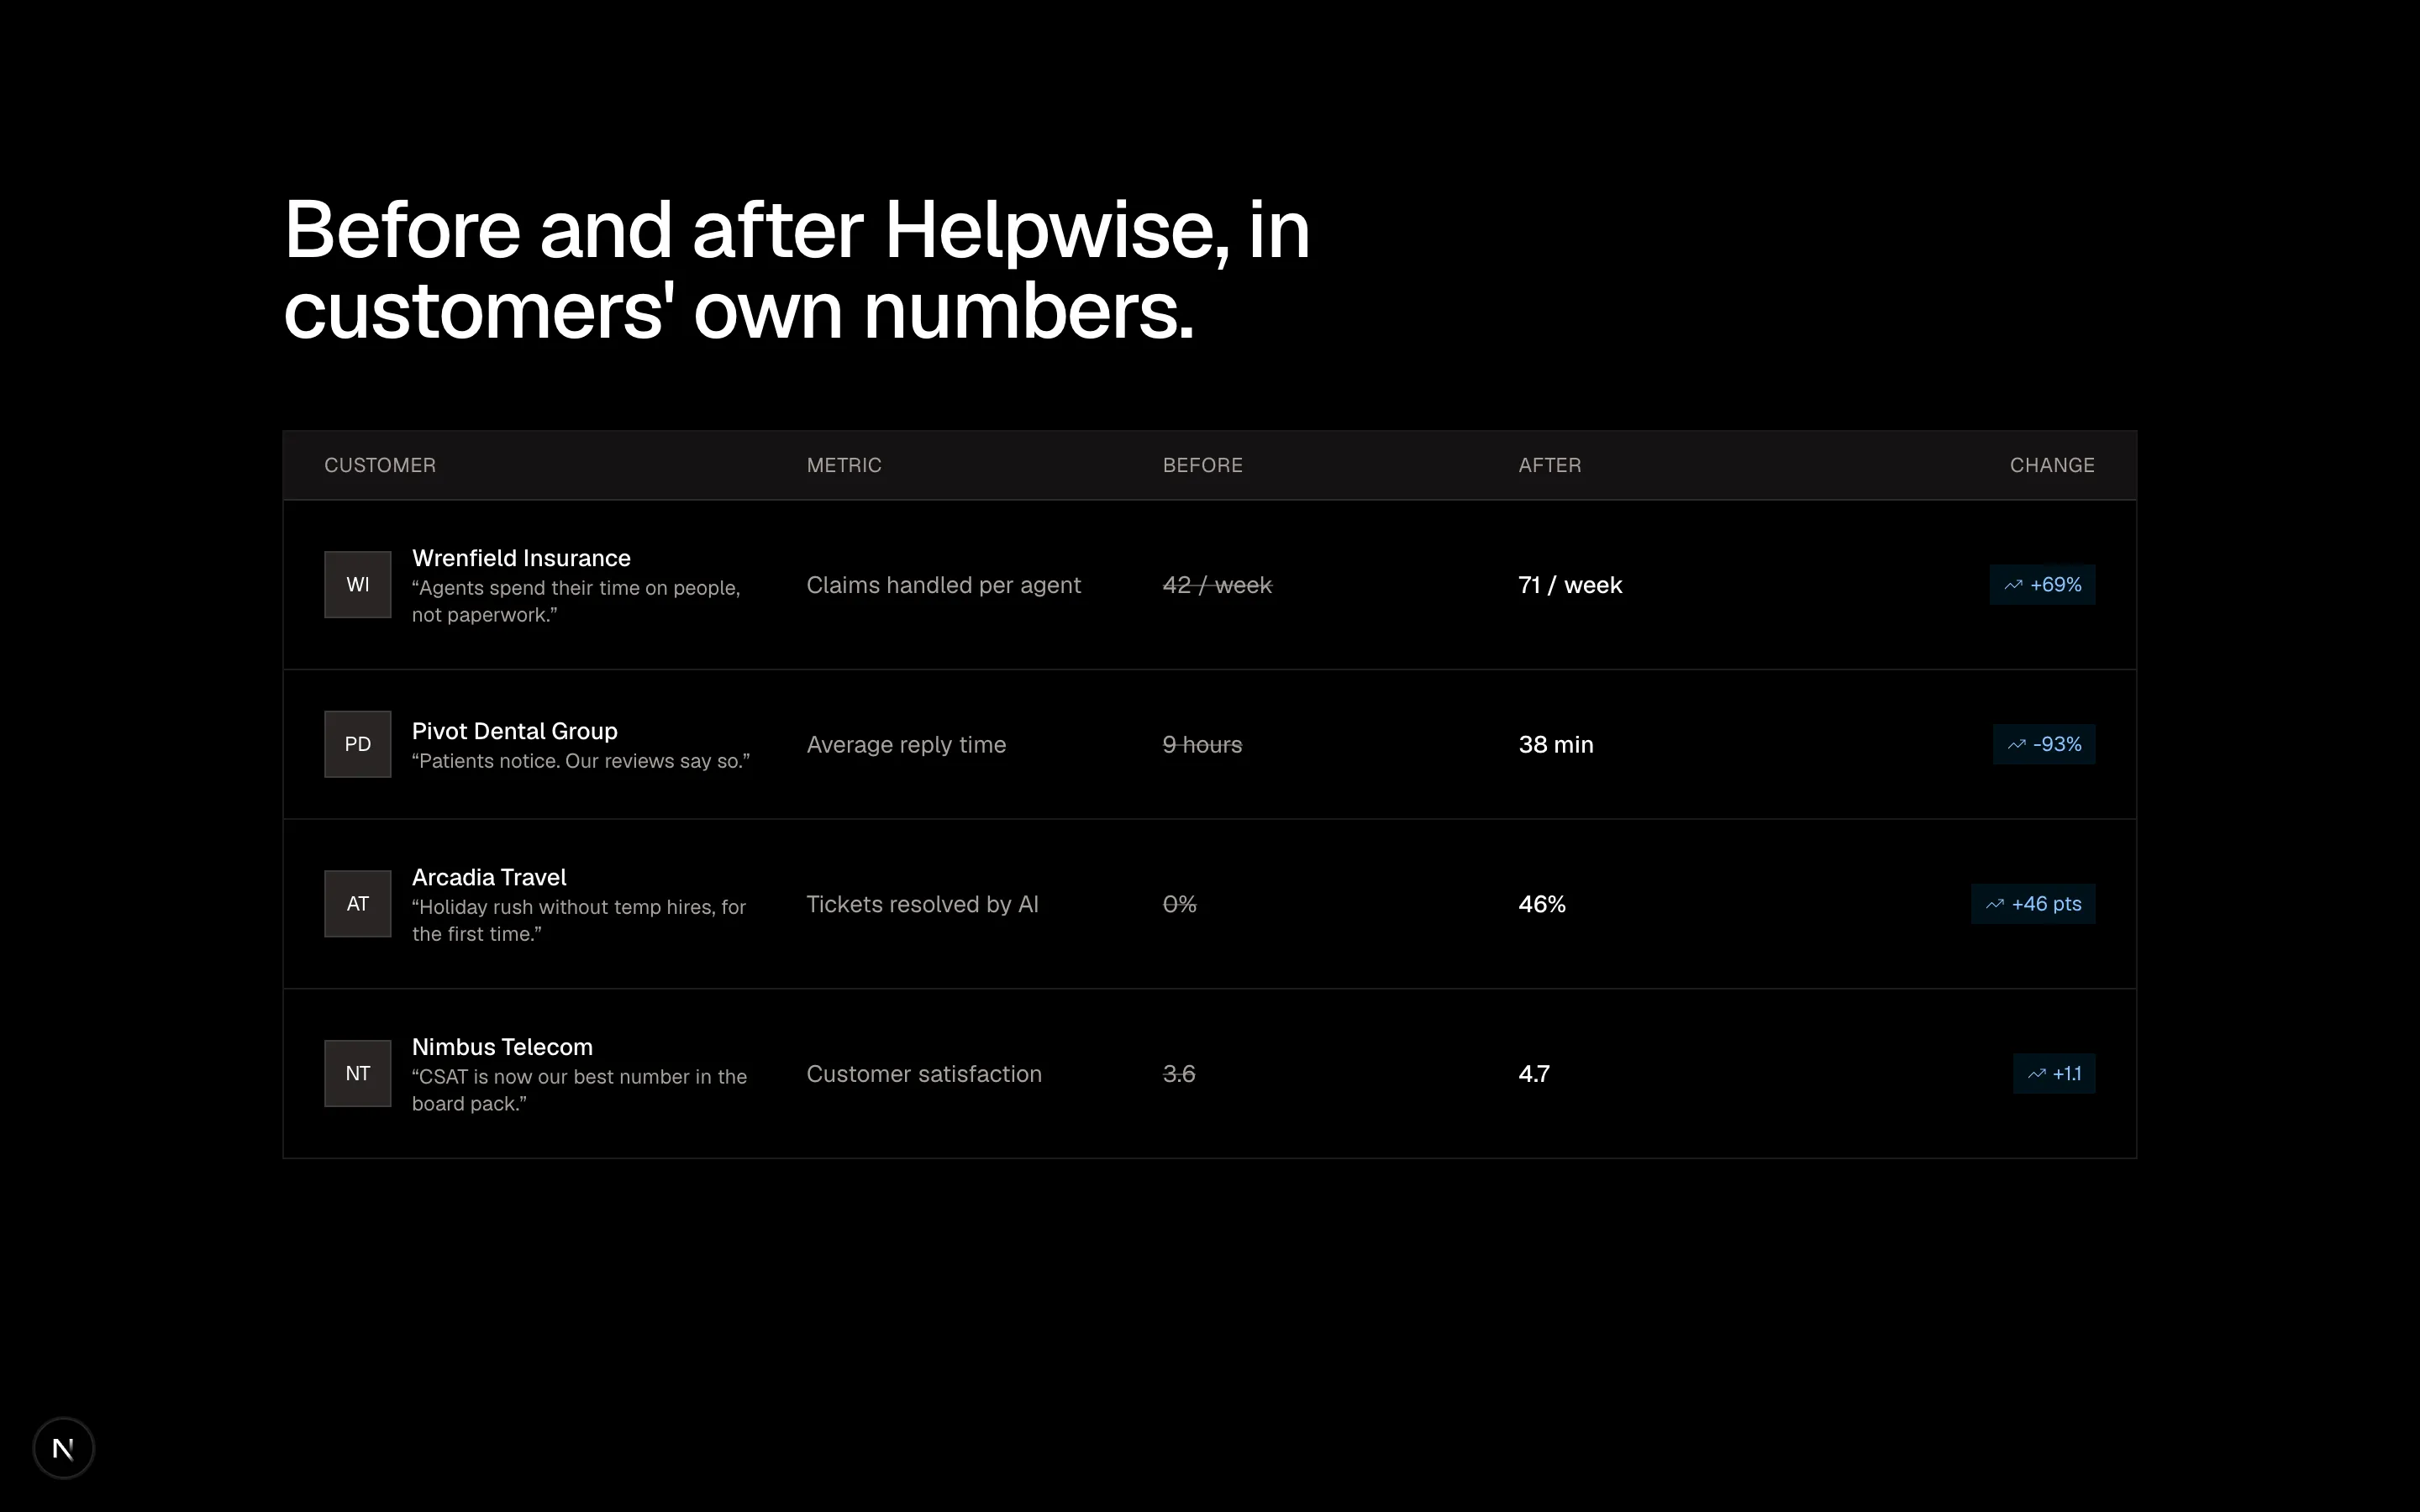 Before and after Helpwise, in
customers' own numbers.
CUSTOMER METRIC BEFORE AFTER CHANGE
WI
Wrenfield Insurance
“Agents spend their time on people,
not paperwork.”
Claims handled per agent
42 / week
71 / week
+69%
PD
Pivot Dental Group
“Patients notice. Our reviews say so.”
Average reply time
9 hours
38 min
-93%
AT
Arcadia Travel
“Holiday rush without temp hires, for
the first time.”
Tickets resolved by AI
0%
46%
+46 pts
NT
Nimbus Telecom
“CSAT is now our best number in the
board pack.”
Customer satisfaction
3.6
4.7
+1.1
N